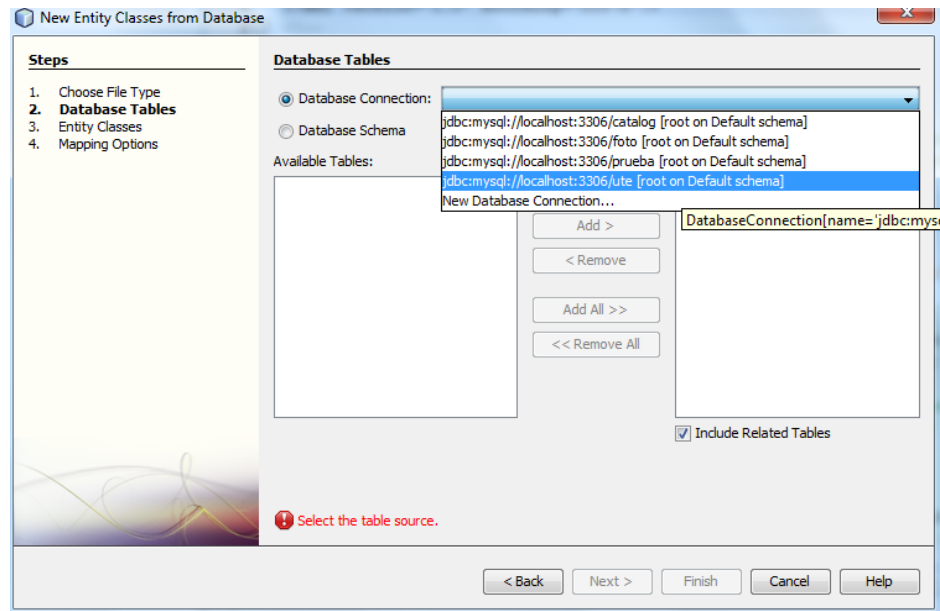 New Entity Classes from Database
Steps
1. Choose File Type
2. Database Tables
3. Entity Classes
4. Mapping Options
Database Tables
Database Connection:
jdbc:mysql://localhost:3306/catalog [root on Default schema]
jdbc:mysql://localhost:3306/foto [root on Default schema]
jdbc:mysql://localhost:3306/prueba [root on Default schema]
jdbc:mysql://localhost:3306/ute [root on Default schema]
New Database Connection...
Database Schema
Available Tables:
DatabaseConnection[name='jdbc:mys
Add >
< Remove
Add All >>
<< Remove All
Include Related Tables
Select the table source.
< Back Next > Finish Cancel Help